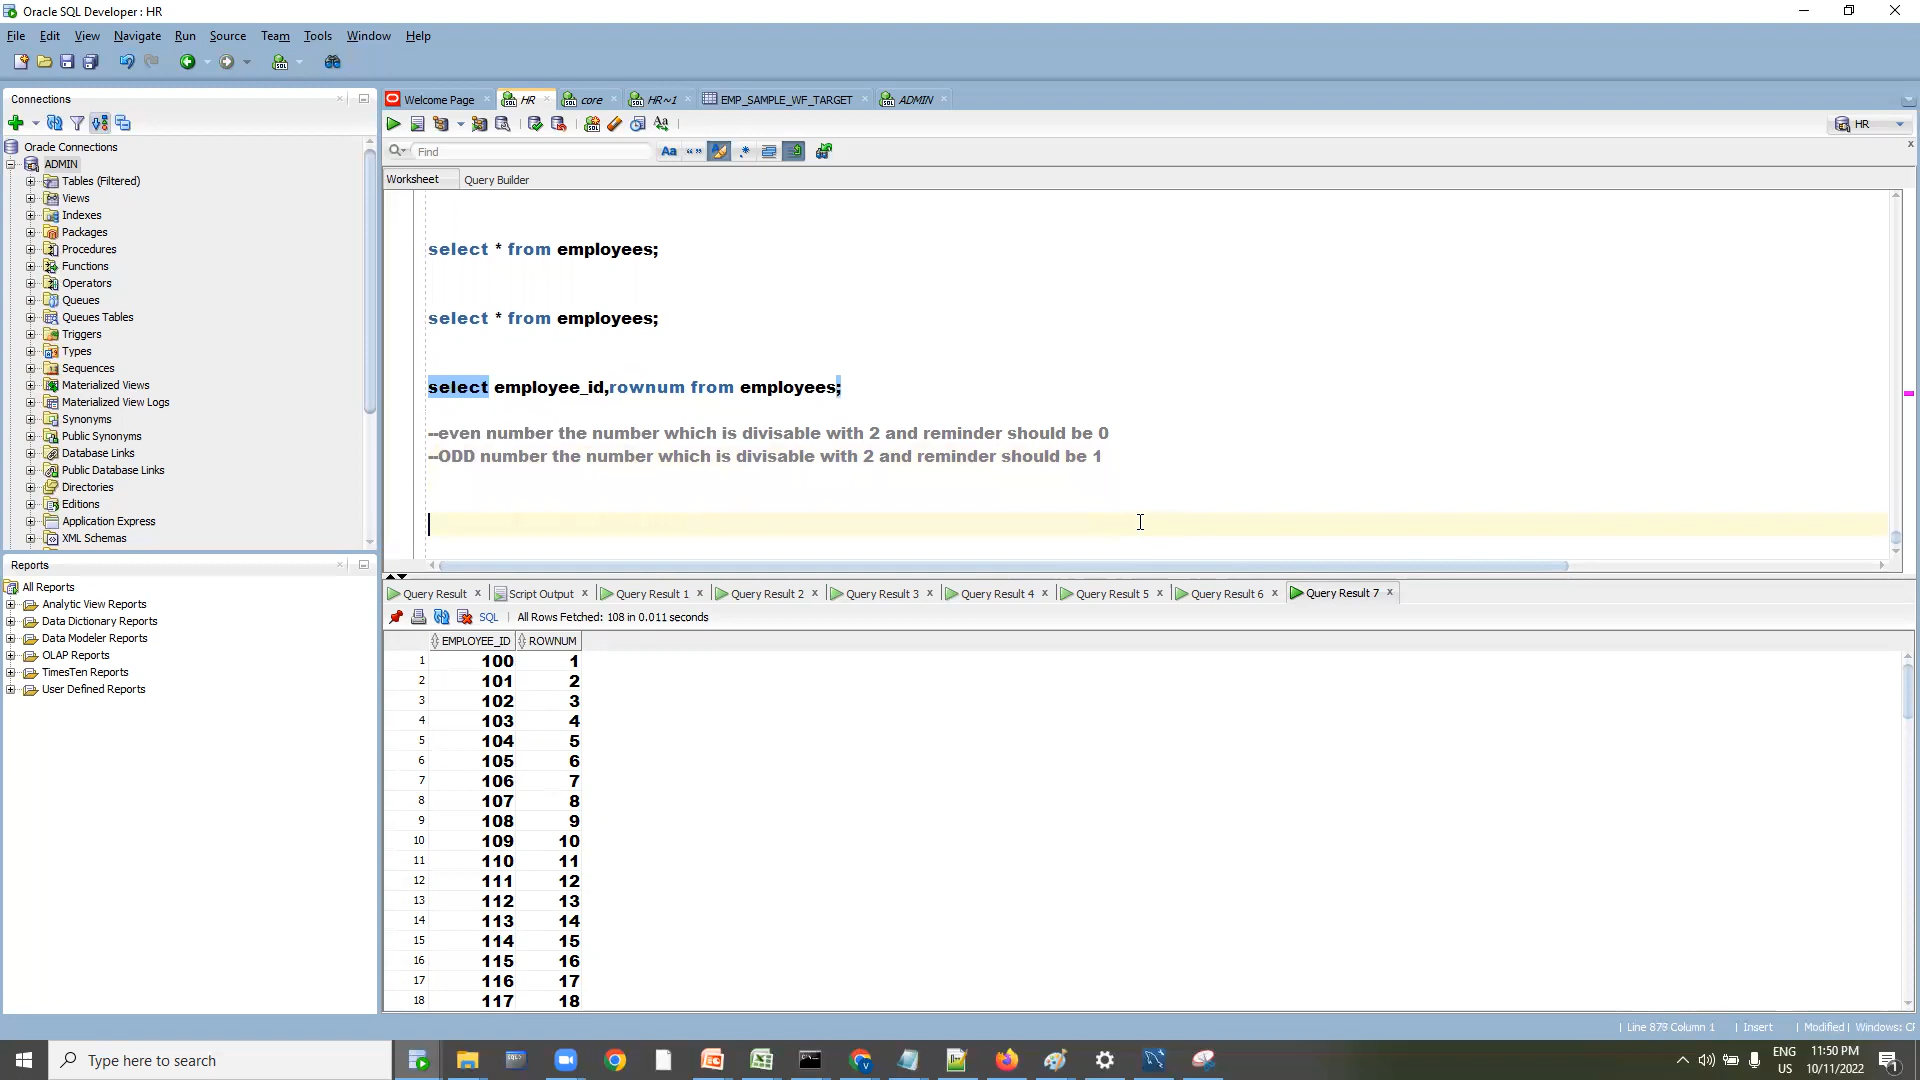 Oracle SQL Developer : HR
File Edit View Navigate Run Source Team Tools Window Help
Connections
Oracle Connections
ADMIN
Tables (Filtered)
Views
Indexes
Packages
Procedures
Functions
Operators
Queues
Queues Tables
Triggers
Types
Sequences
Materialized Views
Materialized View Logs
Synonyms
Public Synonyms
Database Links
Public Database Links
Directories
Editions
Application Express
XML Schemas
Reports
All Reports
Analytic View Reports
Data Dictionary Reports
Data Modeler Reports
OLAP Reports
TimesTen Reports
User Defined Reports
Welcome Page HR core HR~1 EMP_SAMPLE_WF_TARGET ADMIN
HR
Find
Worksheet Query Builder
select * from employees;
select * from employees;
select employee_id,rownum from employees;
--even number the number which is divisable with 2 and reminder should be 0
--ODD number the number which is divisable with 2 and reminder should be 1
Query Result Script Output Query Result 1 Query Result 2 Query Result 3 Query Result 4 Query Result 5 Query Result 6 Query Result 7
SQL All Rows Fetched: 108 in 0.011 seconds
EMPLOYEE_ID ROWNUM
1 100 1
2 101 2
3 102 3
4 103 4
5 104 5
6 105 6
7 106 7
8 107 8
9 108 9
10 109 10
11 110 11
12 111 12
13 112 13
14 113 14
15 114 15
16 115 16
17 116 17
18 117 18
Line 879 Column 1 Insert Modified Windows: CF
Type here to search
ENG
US
11:50 PM
10/11/2022